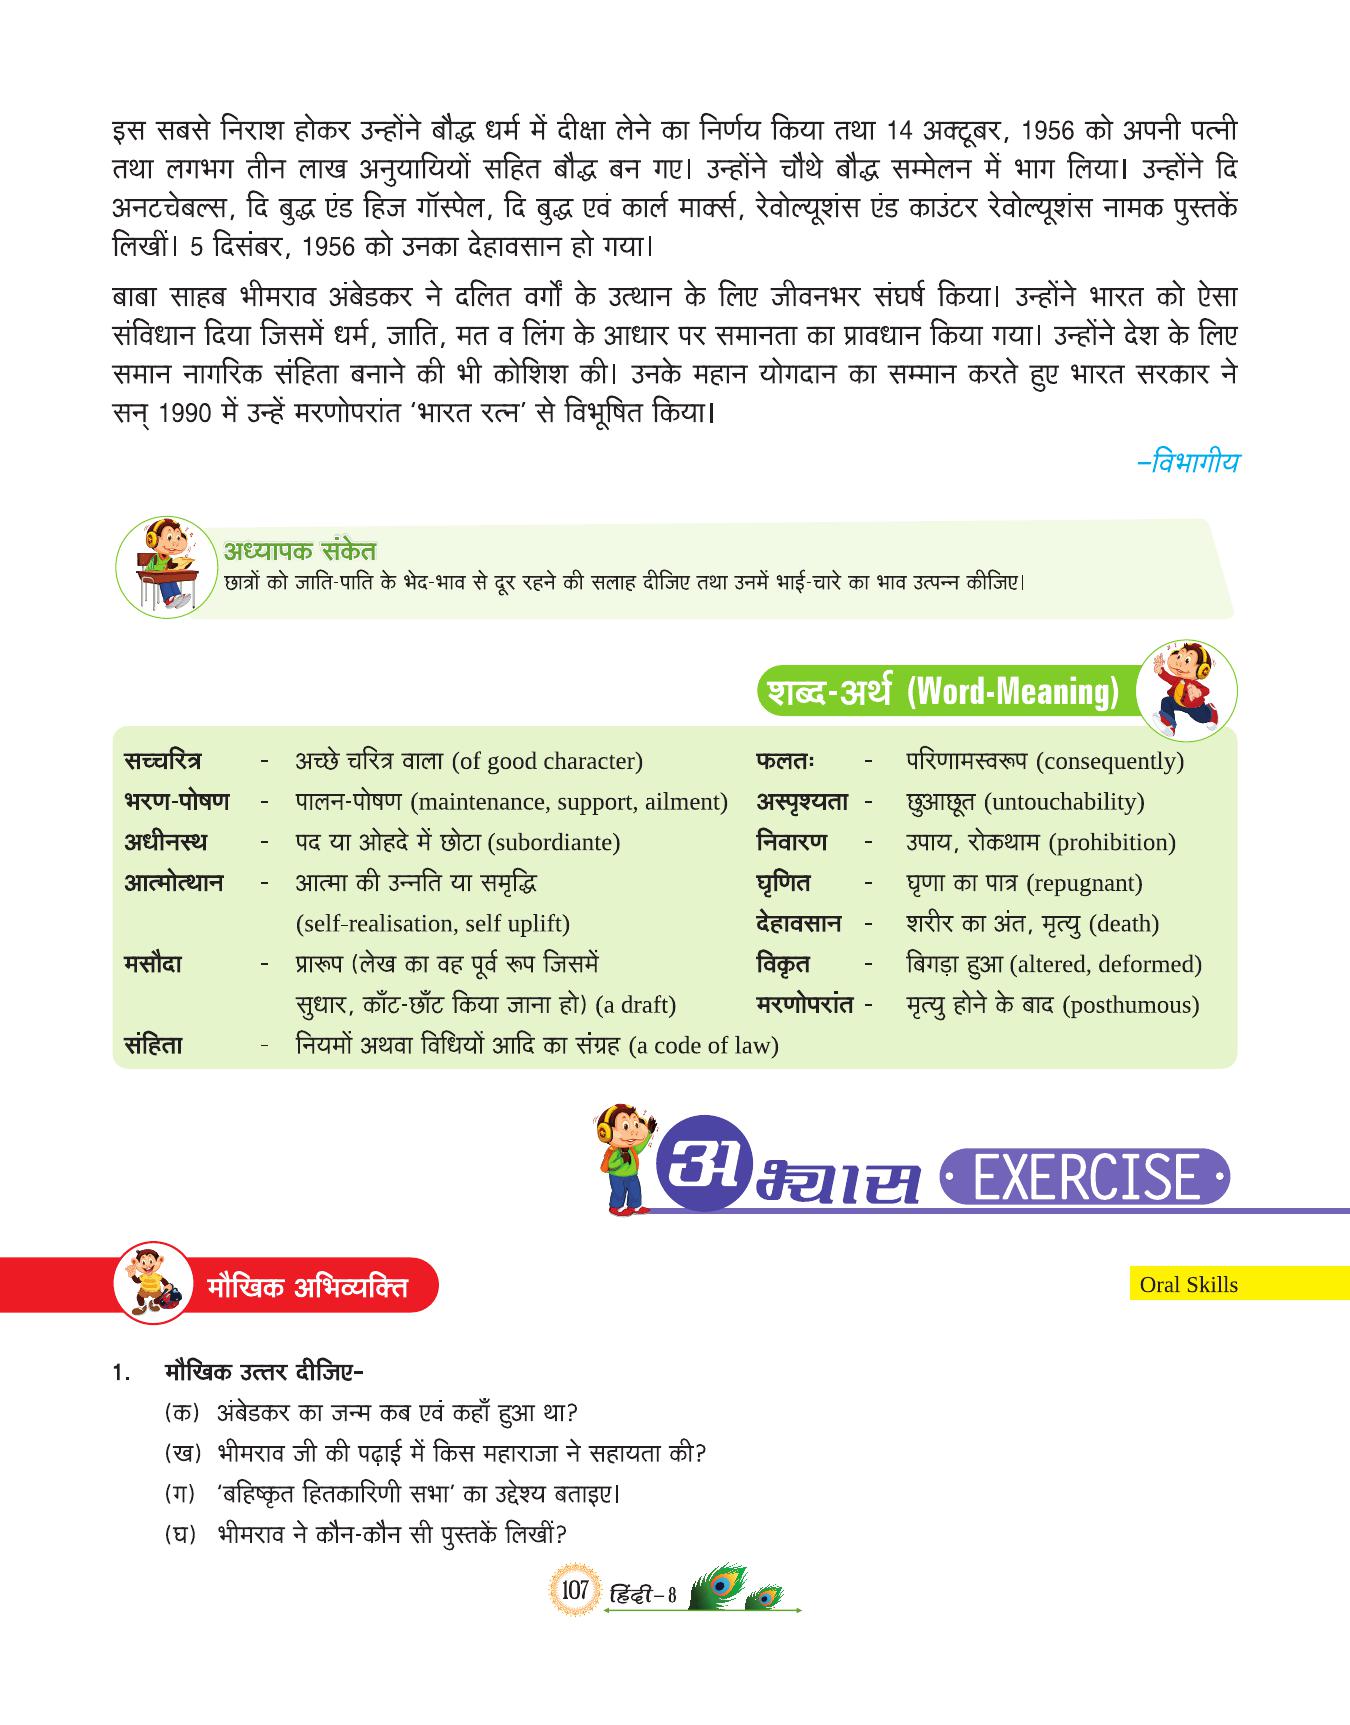 इस सबसे निराश होकर उन्होंने बौद्ध धर्म में दीक्षा लेने का निर्णय किया तथा 14 अक्टूबर, 1956 को अपनी पत्नी
तथा लगभग तीन लाख अनुयायियों सहित बौद्ध बन गए। उन्होंने चौथे बौद्ध सम्मेलन में भाग लिया। उन्होंने दि
अनटचेबल्स, दि बुद्ध एंड हिज गॉस्पेल, दि बुद्ध एवं कार्ल मार्क्स, रेवोल्यूशंस एंड काउंटर रेवोल्यूशंस नामक पुस्तकें
लिखीं। 5 दिसंबर, 1956 को उनका देहावसान हो गया।
बाबा साहब भीमराव अंबेडकर ने दलित वर्गों के उत्थान के लिए जीवनभर संघर्ष किया। उन्होंने भारत को ऐसा
संविधान दिया जिसमें धर्म, जाति, मत व लिंग के आधार पर समानता का प्रावधान किया गया। उन्होंने देश के लिए
समान नागरिक संहिता बनाने की भी कोशिश की। उनके महान योगदान का सम्मान करते हुए भारत सरकार ने
सन् 1990 में उन्हें मरणोपरांत ‘भारत रत्न’ से विभूषित किया।
–विभागीय
अध्यापक संकेत
छात्रों को जाति-पाति के भेद-भाव से दूर रहने की सलाह दीजिए तथा उनमें भाई-चारे का भाव उत्पन्न कीजिए।
शब्द-अर्थ (Word-Meaning)
सच्चरित्र - अच्छे चरित्र वाला (of good character) फलतः - परिणामस्वरूप (consequently)
भरण-पोषण - पालन-पोषण (maintenance, support, ailment) अस्पृश्यता - छुआछूत (untouchability)
अधीनस्थ - पद या ओहदे में छोटा (subordiante) निवारण - उपाय, रोकथाम (prohibition)
आत्मोत्थान - आत्मा की उन्नति या समृद्धि घृणित - घृणा का पात्र (repugnant)
(self-realisation, self uplift) देहावसान - शरीर का अंत, मृत्यु (death)
मसौदा - प्रारूप (लेख का वह पूर्व रूप जिसमें विकृत - बिगड़ा हुआ (altered, deformed)
सुधार, काँट-छाँट किया जाना हो) (a draft) मरणोपरांत - मृत्यु होने के बाद (posthumous)
संहिता - नियमों अथवा विधियों आदि का संग्रह (a code of law)
अभ्यास EXERCISE
मौखिक अभिव्यक्ति Oral Skills
1. मौखिक उत्तर दीजिए–
(क) अंबेडकर का जन्म कब एवं कहाँ हुआ था?
(ख) भीमराव जी की पढ़ाई में किस महाराजा ने सहायता की?
(ग) ‘बहिष्कृत हितकारिणी सभा’ का उद्देश्य बताइए।
(घ) भीमराव ने कौन-कौन सी पुस्तकें लिखीं?
107 हिंदी–8